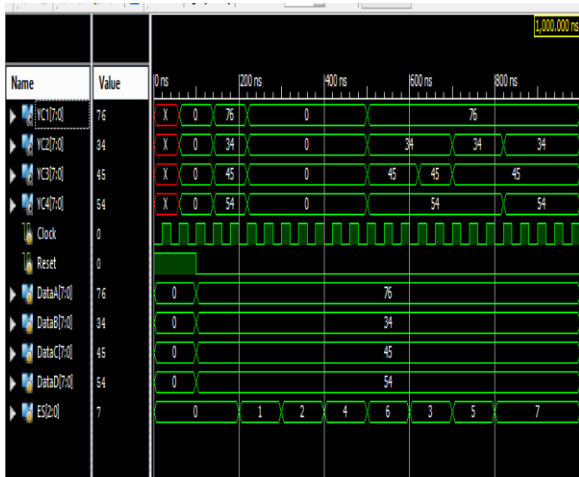 1,000.000 ns
Name Value 0 ns 200 ns 400 ns 600 ns 800 ns
YC1[7:0] 76 X 0 76 0 76
YC2[7:0] 34 X 0 34 0 34 34 34
YC3[7:0] 45 X 0 45 0 45 45 45
YC4[7:0] 54 X 0 54 0 54 54
Clock 0
Reset 0
DataA[7:0] 76 0 76
DataB[7:0] 34 0 34
DataC[7:0] 45 0 45
DataD[7:0] 54 0 54
ES[2:0] 7 0 1 2 4 6 3 5 7